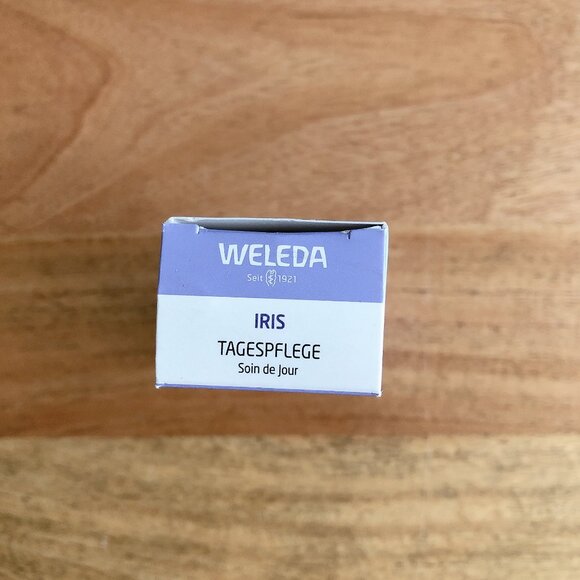 WELEDA
Seit 1921
IRIS
TAGESPFLEGE
Soin de Jour